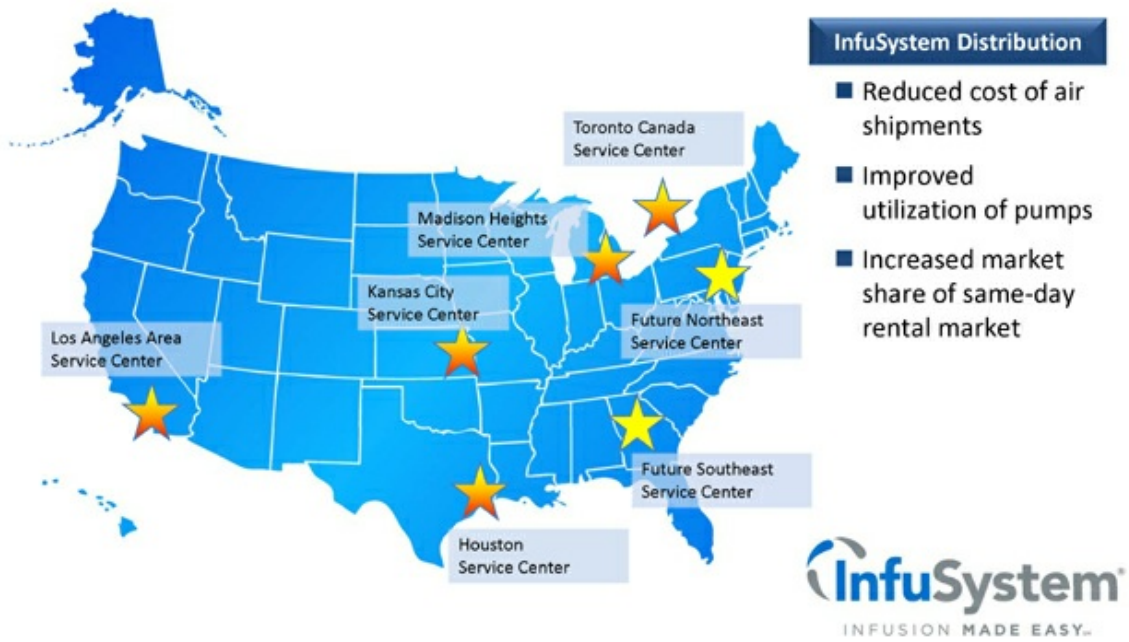 InfuSystem Distribution
■ Reduced cost of air
shipments
■ Improved
utilization of pumps
■ Increased market
share of same-day
rental market
Toronto Canada
Service Center
Madison Heights
Service Center
Kansas City
Service Center
Los Angeles Area
Service Center
Future Northeast
Service Center
Future Southeast
Service Center
Houston
Service Center
InfuSystem®
INFUSION MADE EASY℠